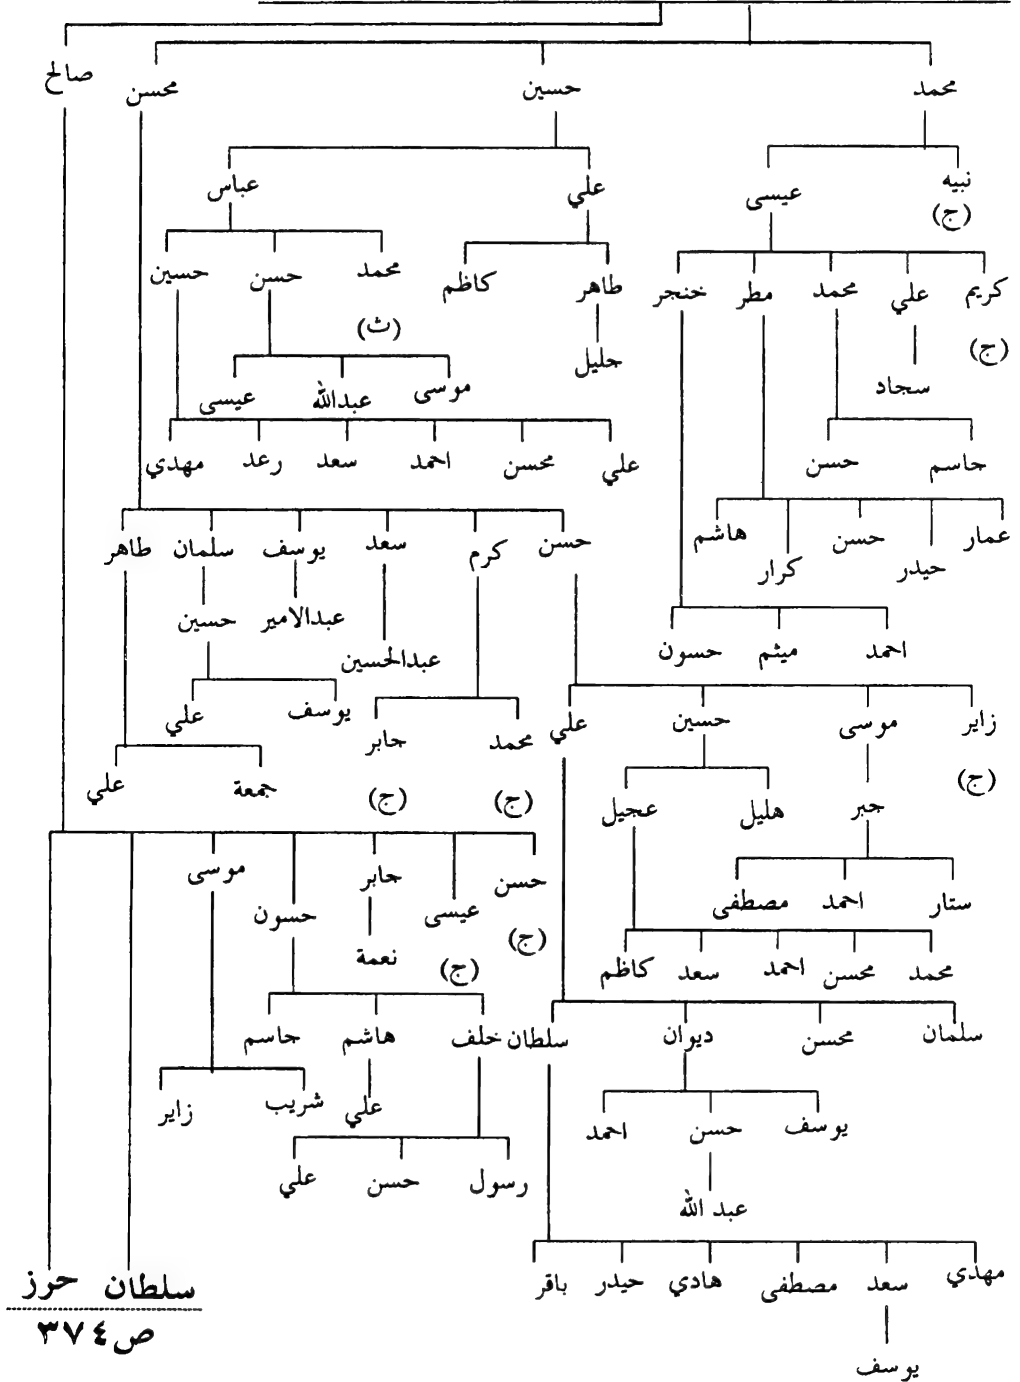 محمد حسين محسن صالح
نبيه عيسى علي عباس
(ج)
كريم علي محمد مطر خنجر طاهر كاظم محمد حسن حسين
(ج) (ث)
سجاد حليل موسى عبدالله عيسى
حاسم حسن علي محسن احمد سعد رعد مهدي
عمار حيدر حسن كرار هاشم حسن كرم سعد يوسف سلمان طاهر
عبدالامير حسين
احمد ميثم حسون عبدالحسين
زاير موسى حسين علي محمد حابر يوسف علي
(ج) (ج) (ج) جمعة علي
جبر هليل عجيل
ستار احمد مصطفى حسن عيسى حابر حسون موسى
(ج) (ج) نعمة
محمد محسن احمد سعد كاظم
سلمان محسن ديوان سلطان خلف هاشم حاسم
علي شريب زاير
يوسف حسن احمد
رسول حسن علي
عبد الله
مهدي سعد مصطفى هادي حيدر باقر
سلطان حرز
ص٣٧٤
يوسف